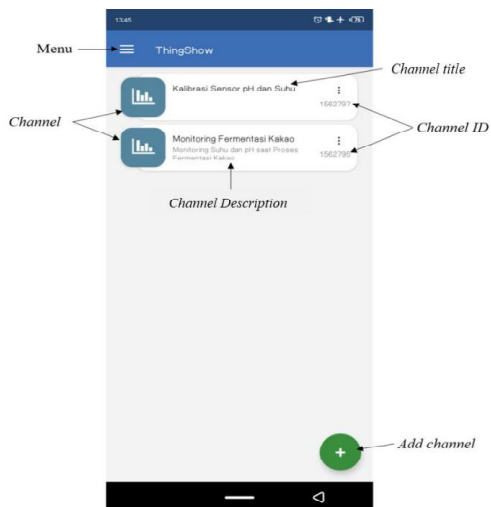 13:45
Menu
ThingShow
Channel title
Kalibrasi Sensor pH dan Suhu
Channel
Channel ID
Monitoring Fermentasi Kakao
1562795
Monitoring Suhu dan pH saat Proses
Fermentasi Kakao
Channel Description
Add channel